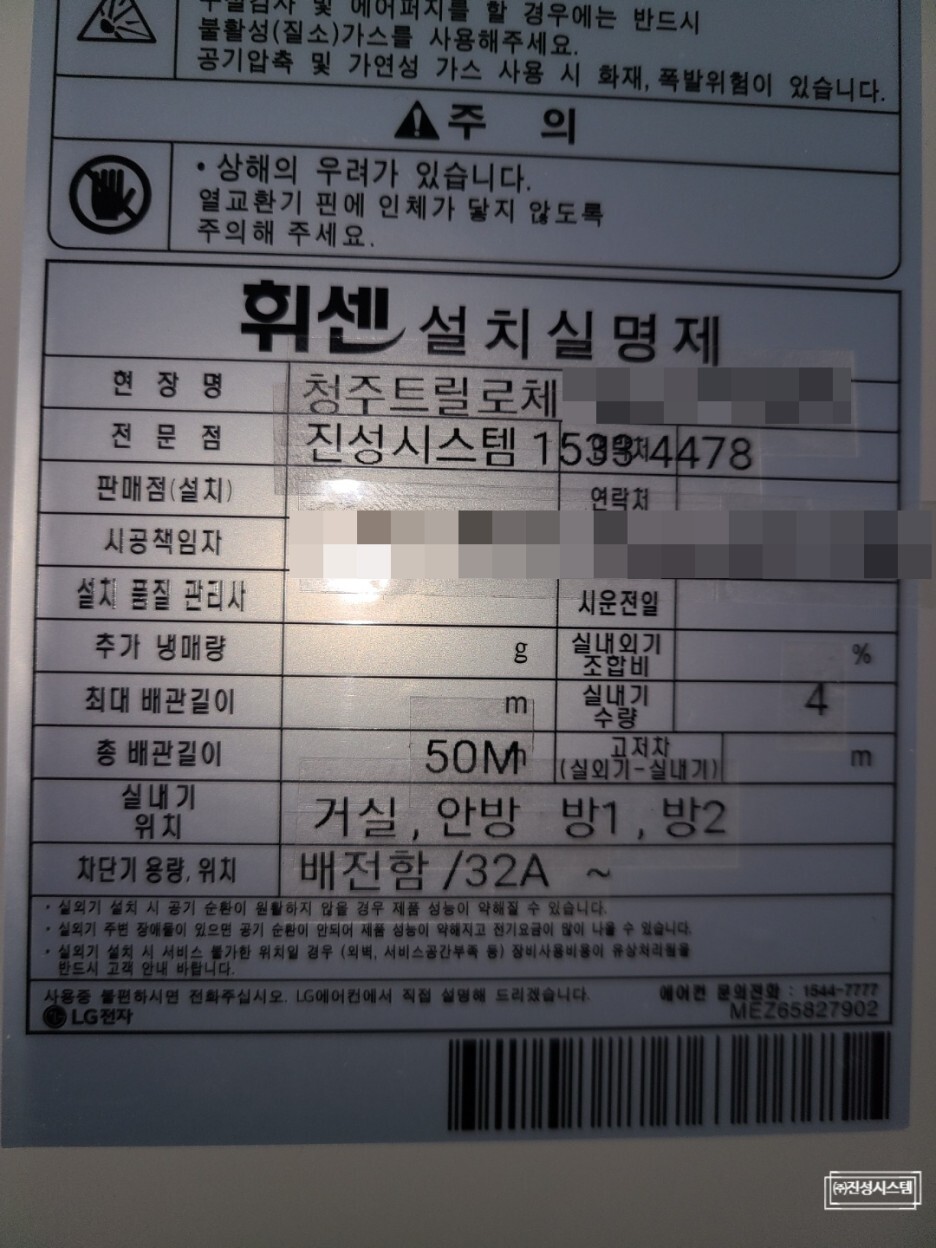 불활성(질소)가스를 사용해주세요.
공기압축 및 가연성 가스 사용 시 화재, 폭발위험이 있습니다.
주 의
• 상해의 우려가 있습니다.
열교환기 핀에 인체가 닿지 않도록
주의해 주세요.
휘센 설치실명제
현 장 명 청주트릴로체
전 문 점 진성시스템 1533-4478
판매점(설치) 연락처
시공책임자
설치 품질 관리사 시운전일
추가 냉매량 g 실내외기 조합비 %
최대 배관길이 m 실내기 수량 4
총 배관길이 50M 고저차 (실외기-실내기) m
실내기 위치 거실, 안방 방1, 방2
차단기 용량, 위치 배전함 /32A ~
• 실외기 설치 시 공기 순환이 원활하지 않을 경우 제품 성능이 약해질 수 있습니다.
• 실외기 주변 장애물이 있으면 공기 순환이 안되어 제품 성능이 약해지고 전기요금이 많이 나올 수 있습니다.
• 실외기 설치 시 서비스 불가한 위치일 경우 (외벽, 서비스공간부족 등) 장비사용비용이 유상처리됨을
반드시 고객 안내 바랍니다.
사용중 불편하시면 전화주십시오. LG에어컨에서 직접 설명해 드리겠습니다. 에어컨 문의전화 : 1544-7777
LG전자 MEZ65827902
㈜진성시스템